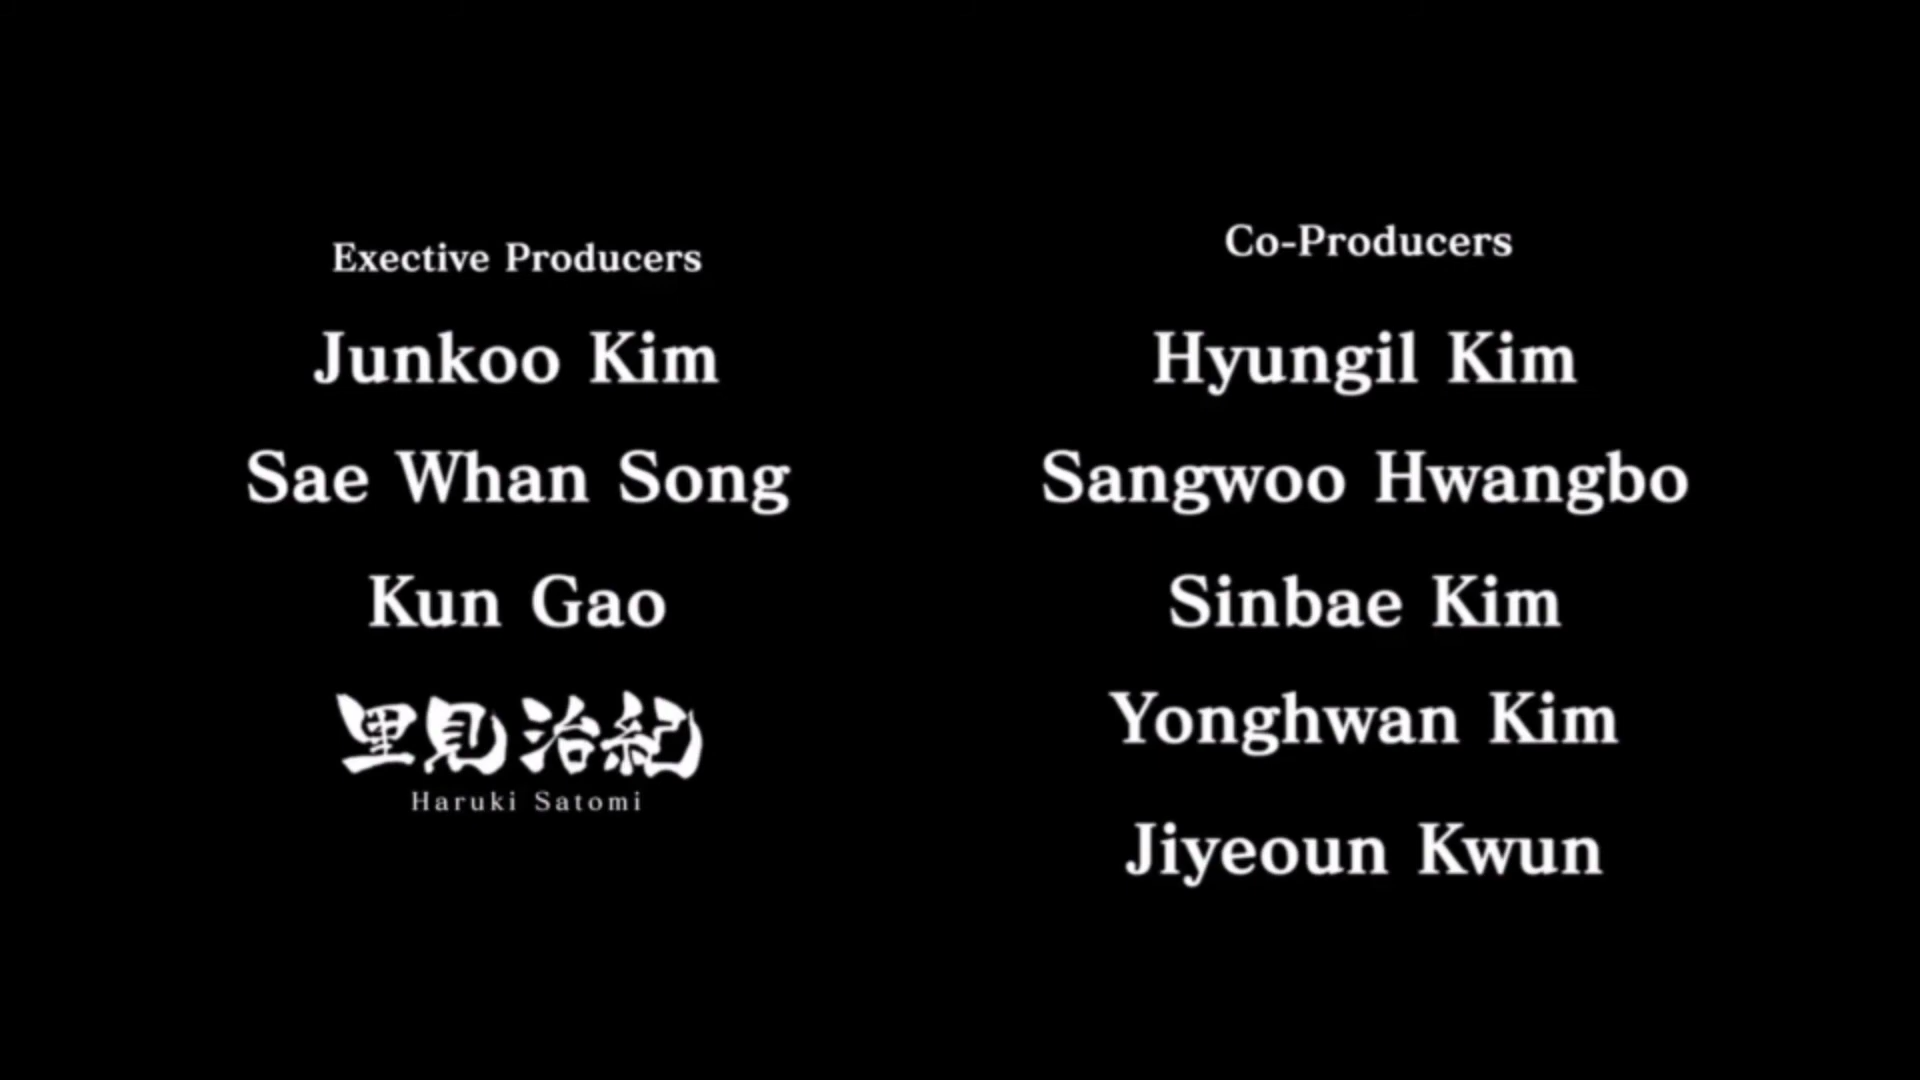 Exective Producers
Junkoo Kim
Sae Whan Song
Kun Gao
里見治紀
Haruki Satomi
Co-Producers
Hyungil Kim
Sangwoo Hwangbo
Sinbae Kim
Yonghwan Kim
Jiyeoun Kwun